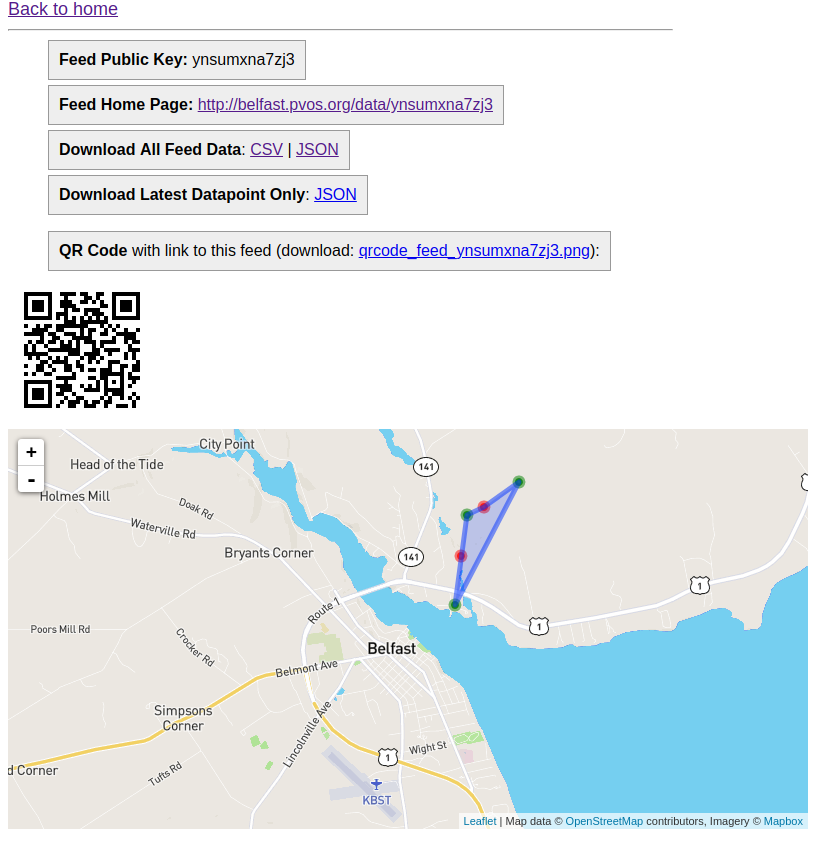 Back to home
Feed Public Key: ynsumxna7zj3
Feed Home Page: http://belfast.pvos.org/data/ynsumxna7zj3
Download All Feed Data: CSV | JSON
Download Latest Datapoint Only: JSON
QR Code with link to this feed (download: qrcode_feed_ynsumxna7zj3.png):
+
-
City Point
Head of the Tide
141
Holmes Mill
Doak Rd
Waterville Rd
Bryants Corner
141
1
Route 1
Poors Mill Rd
1
Crocker Rd
Belfast
Belmont Ave
Simpsons
Corner
Lincolnville Ave
Wight St
1
d Corner
Tufts Rd
KBST
Leaflet | Map data © OpenStreetMap contributors, Imagery © Mapbox